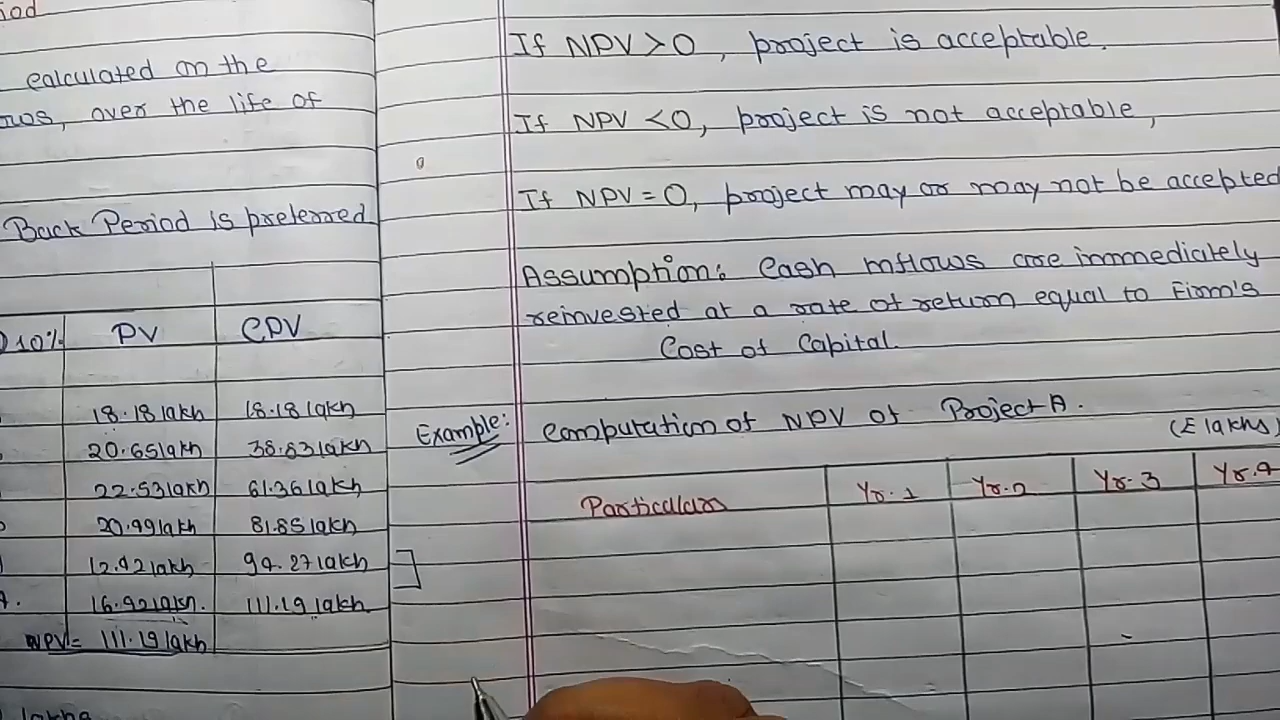 iod
calculated on the
ows, over the life of
Back Period is preferred
10% PV CPV
18.18 lakh 18.18 lakh
20.65 lakh 38.83 lakh
22.53 lakh 61.36 lakh
20.49 lakh 81.85 lakh
12.42 lakh 94.27 lakh
16.92 lakh. 111.19 lakh.
NPV= 111.19 lakh
lakhs
If NPV > 0, project is acceptable.
If NPV < 0, project is not acceptable,
If NPV = 0, project may or may not be accepted
Assumption: Cash inflows are immediately
reinvested at a rate of return equal to Firm's
Cost of Capital.
Example: Computation of NPV of Project A.
(₹ lakhs)
Particulars Yr. 1 Yr. 2 Yr. 3 Yr. 4